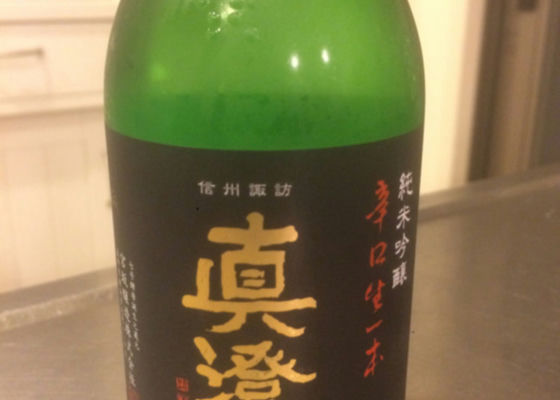 信州諏訪
純米吟醸
辛口生一本
真澄